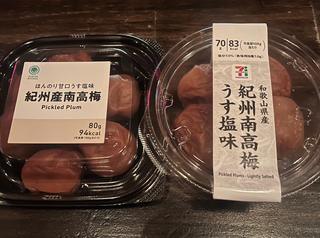 ほんのり甘口うす塩味
紀州産南高梅
Pickled Plum
80g
94kcal
70g
83kcal
和歌山県産
紀州南高梅
うす塩味
Pickled Plums - Lightly Salted